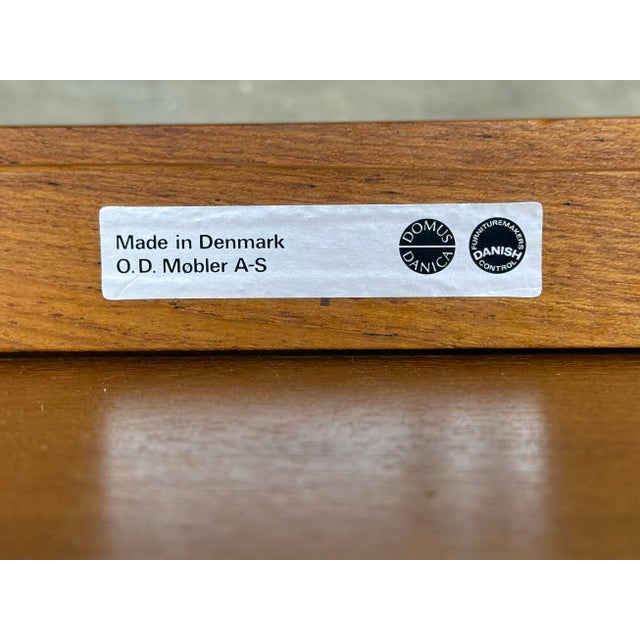 Made in Denmark
O.D. Møbler A-S
DOMUS
DANICA
FURNITUREMAKERS
DANISH
CONTROL